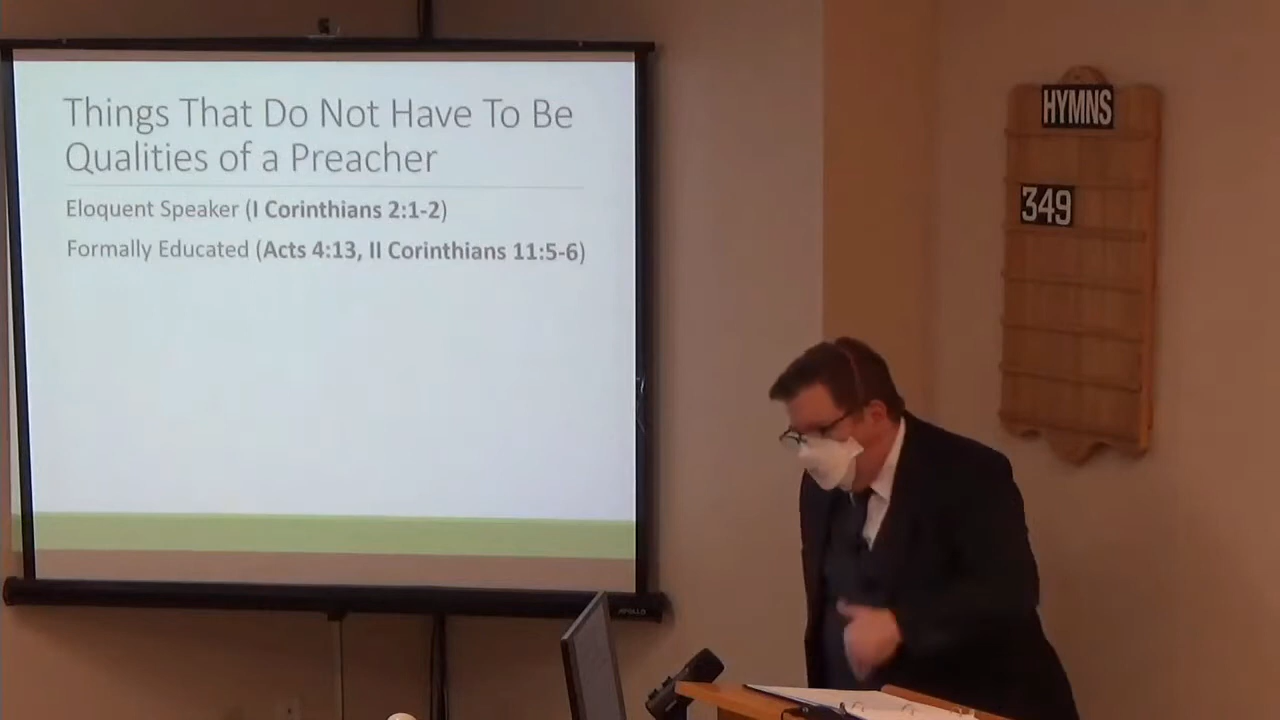 Things That Do Not Have To Be
Qualities of a Preacher
Eloquent Speaker (I Corinthians 2:1-2)
Formally Educated (Acts 4:13, II Corinthians 11:5-6)
HYMNS
349
APOLLO